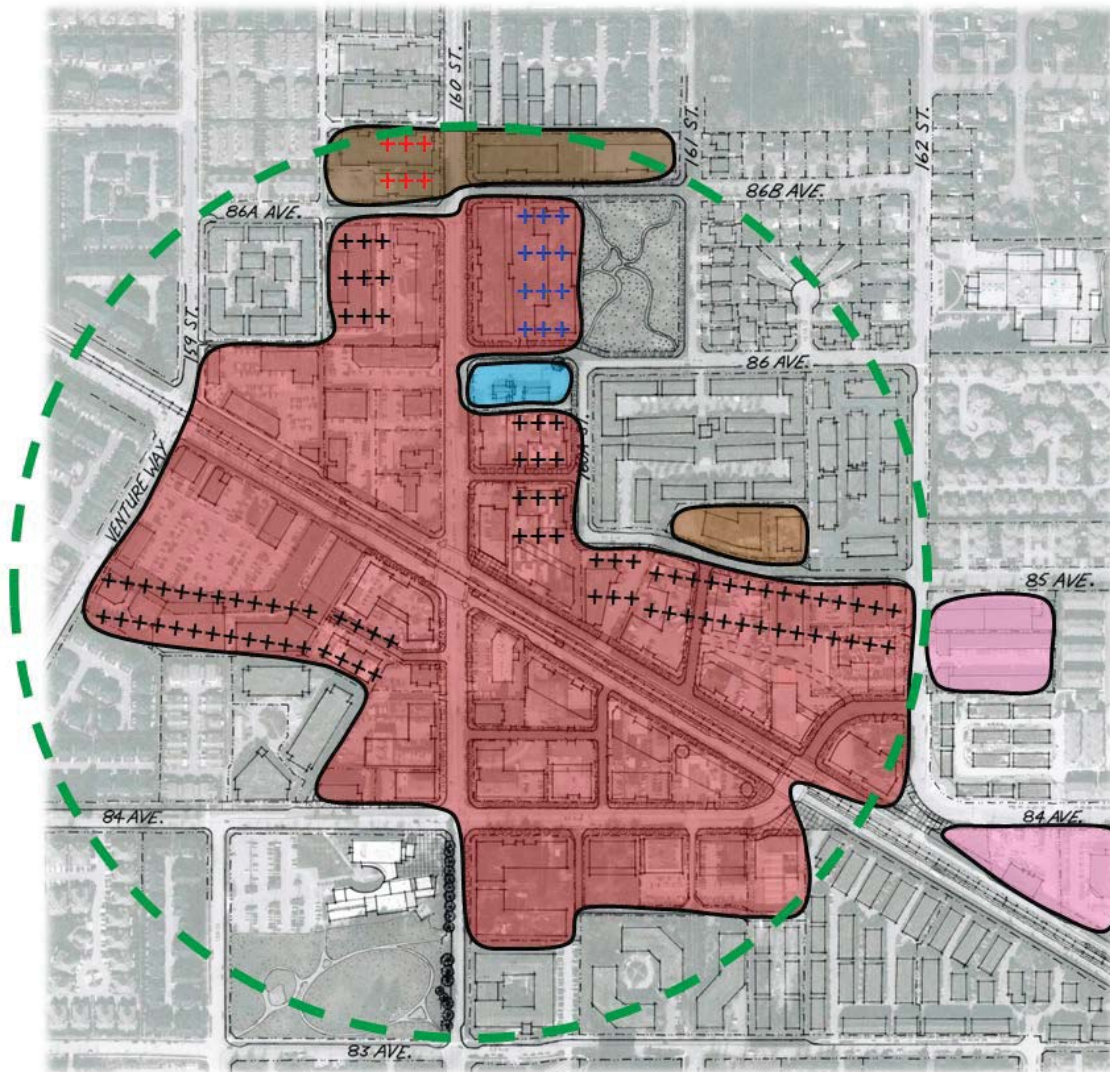 160 ST.
161 ST.
162 ST.
86B AVE.
86A AVE.
159 ST.
86 AVE.
VENTURE WAY
85 AVE.
84 AVE.
84 AVE.
83 AVE.